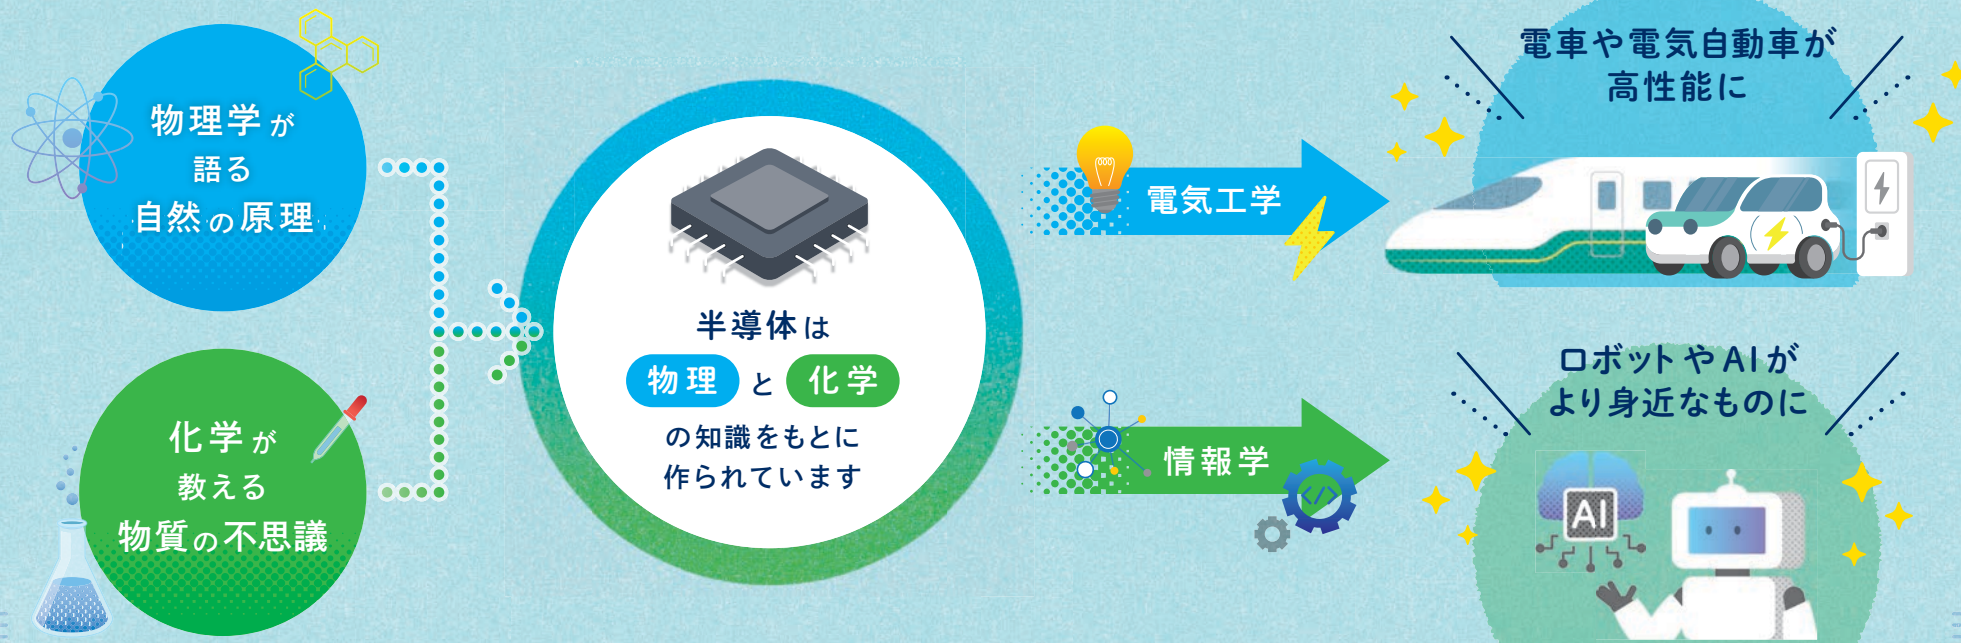 物理学が
語る
自然の原理
化学が
教える
物質の不思議
半導体は
物理と化学
の知識をもとに
作られています
電気工学
電車や電気自動車が
高性能に
情報学
</>
ロボットやAIが
より身近なものに
AI